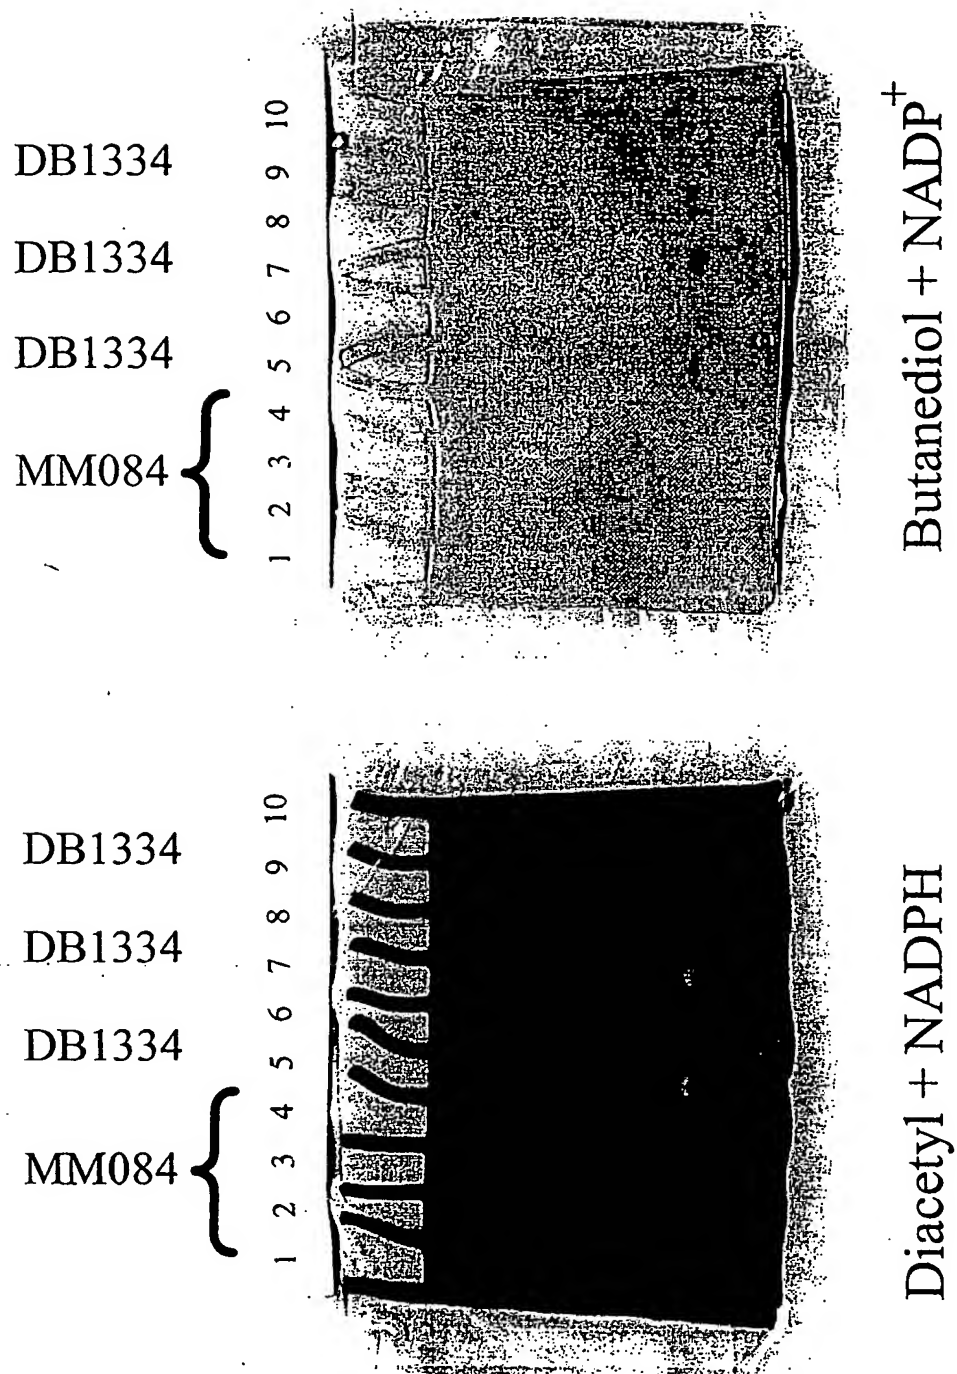 DB1334
DB1334
DB1334
MM084
1 2 3 4 5 6 7 8 9 10
Butanediol + NADP⁺
DB1334
DB1334
DB1334
MM084
1 2 3 4 5 6 7 8 9 10
Diacetyl + NADPH